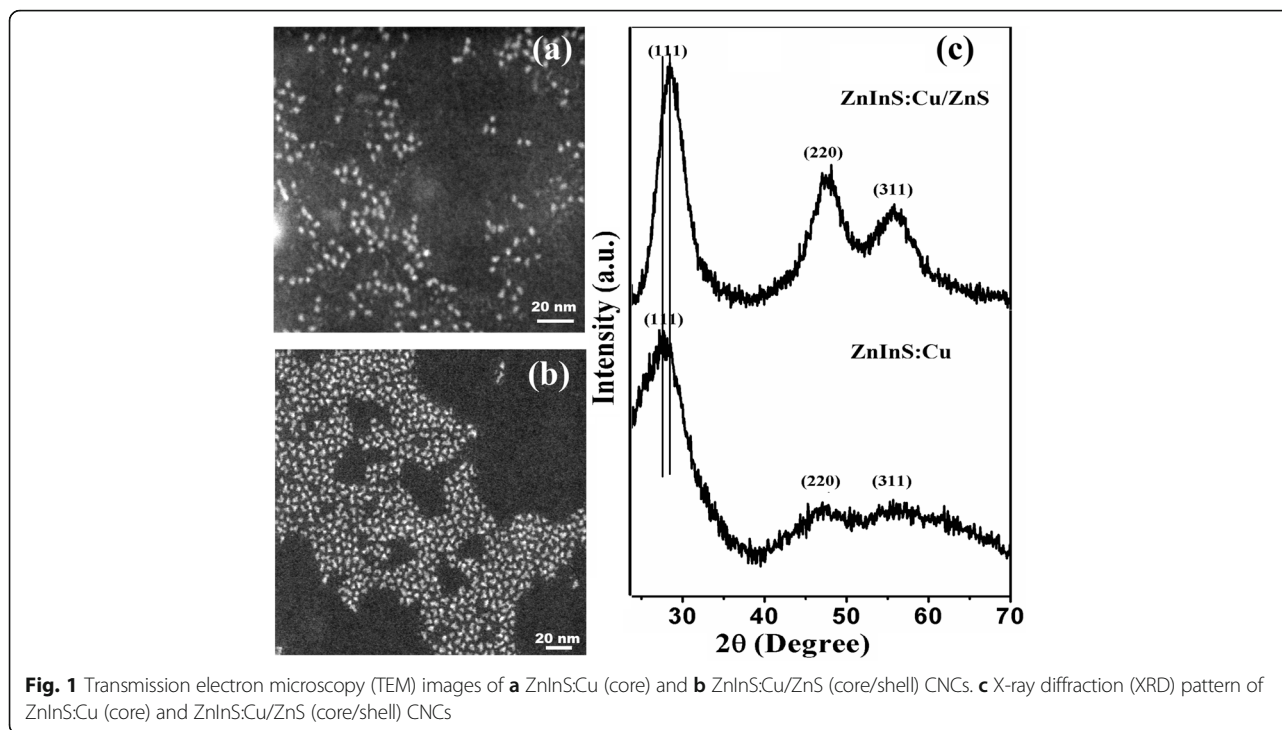 (a)
20 nm
(b)
20 nm
(c)
(111)
ZnInS:Cu/ZnS
(220)
(311)
(111)
ZnInS:Cu
(220)
(311)
Intensity (a.u.)
30 40 50 60 70
2θ (Degree)
Fig. 1 Transmission electron microscopy (TEM) images of a ZnInS:Cu (core) and b ZnInS:Cu/ZnS (core/shell) CNCs. c X-ray diffraction (XRD) pattern of
ZnInS:Cu (core) and ZnInS:Cu/ZnS (core/shell) CNCs